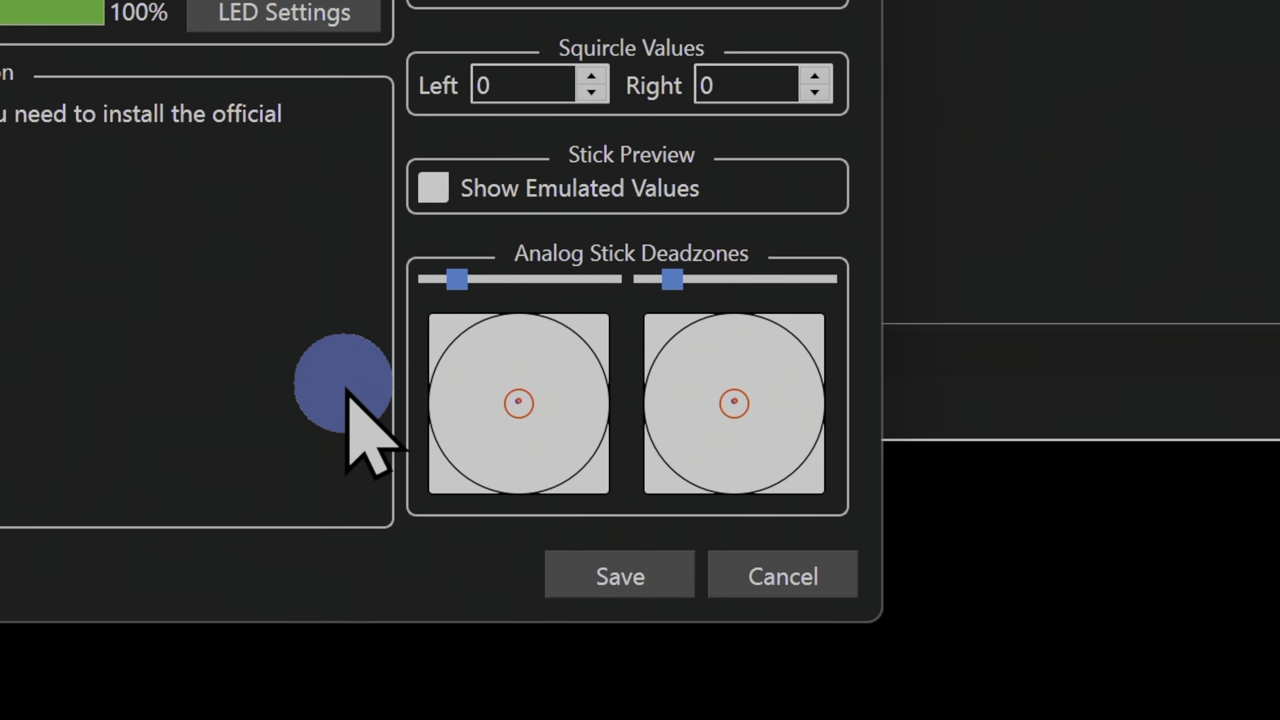 100%
LED Settings
Squircle Values
on
Left 0 Right 0
u need to install the official
Stick Preview
Show Emulated Values
Analog Stick Deadzones
Save
Cancel